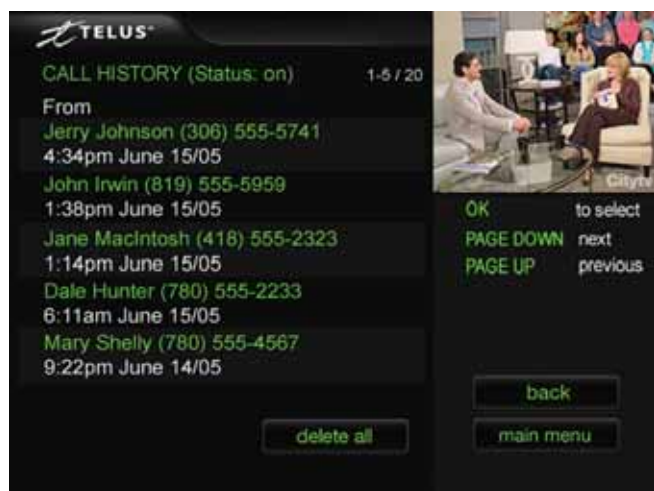 TELUS
CALL HISTORY (Status: on) 1-5 / 20
From
Jerry Johnson (306) 555-5741
4:34pm June 15/05
John Irwin (819) 555-5959
1:38pm June 15/05
Jane MacIntosh (418) 555-2323
1:14pm June 15/05
Dale Hunter (780) 555-2233
6:11am June 15/05
Mary Shelly (780) 555-4567
9:22pm June 14/05
delete all
Citytv
OK to select
PAGE DOWN next
PAGE UP previous
back
main menu